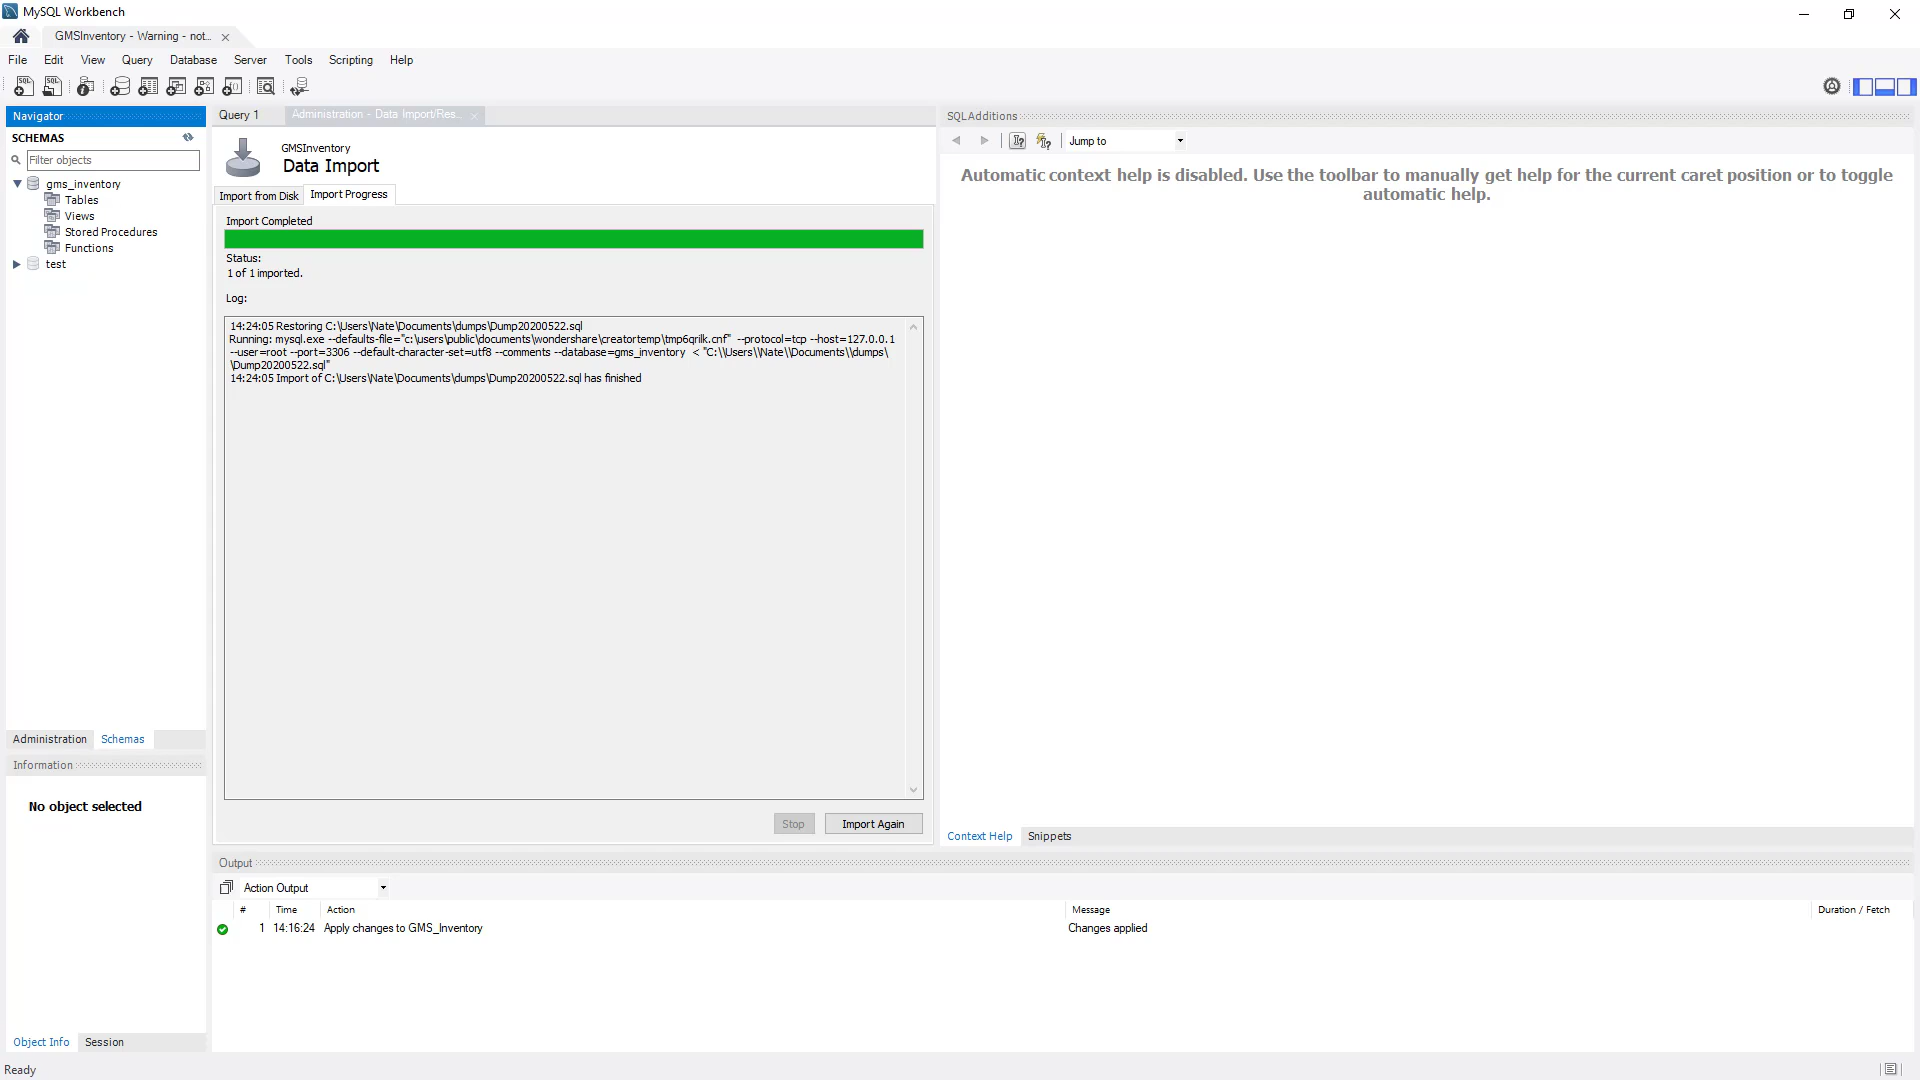 MySQL Workbench
GMSInventory - Warning - not...
File Edit View Query Database Server Tools Scripting Help
Navigator
SCHEMAS
Filter objects
gms_inventory
Tables
Views
Stored Procedures
Functions
test
Administration Schemas
Information
No object selected
Object Info Session
Query 1 Administration - Data Import/Res...
GMSInventory
Data Import
Import from Disk Import Progress
Import Completed
Status:
1 of 1 imported.
Log:
14:24:05 Restoring C:\Users\Nate\Documents\dumps\Dump20200522.sql
Running: mysql.exe --defaults-file="c:\users\public\documents\wondershare\creatortemp\tmp6qrilk.cnf" --protocol=tcp --host=127.0.0.1
--user=root --port=3306 --default-character-set=utf8 --comments --database=gms_inventory < "C:\\Users\\Nate\\Documents\\dumps\
\Dump20200522.sql"
14:24:05 Import of C:\Users\Nate\Documents\dumps\Dump20200522.sql has finished
Stop Import Again
SQLAdditions
Jump to
Automatic context help is disabled. Use the toolbar to manually get help for the current caret position or to toggle
automatic help.
Context Help Snippets
Output
Action Output
# Time Action Message Duration / Fetch
1 14:16:24 Apply changes to GMS_Inventory Changes applied
Ready